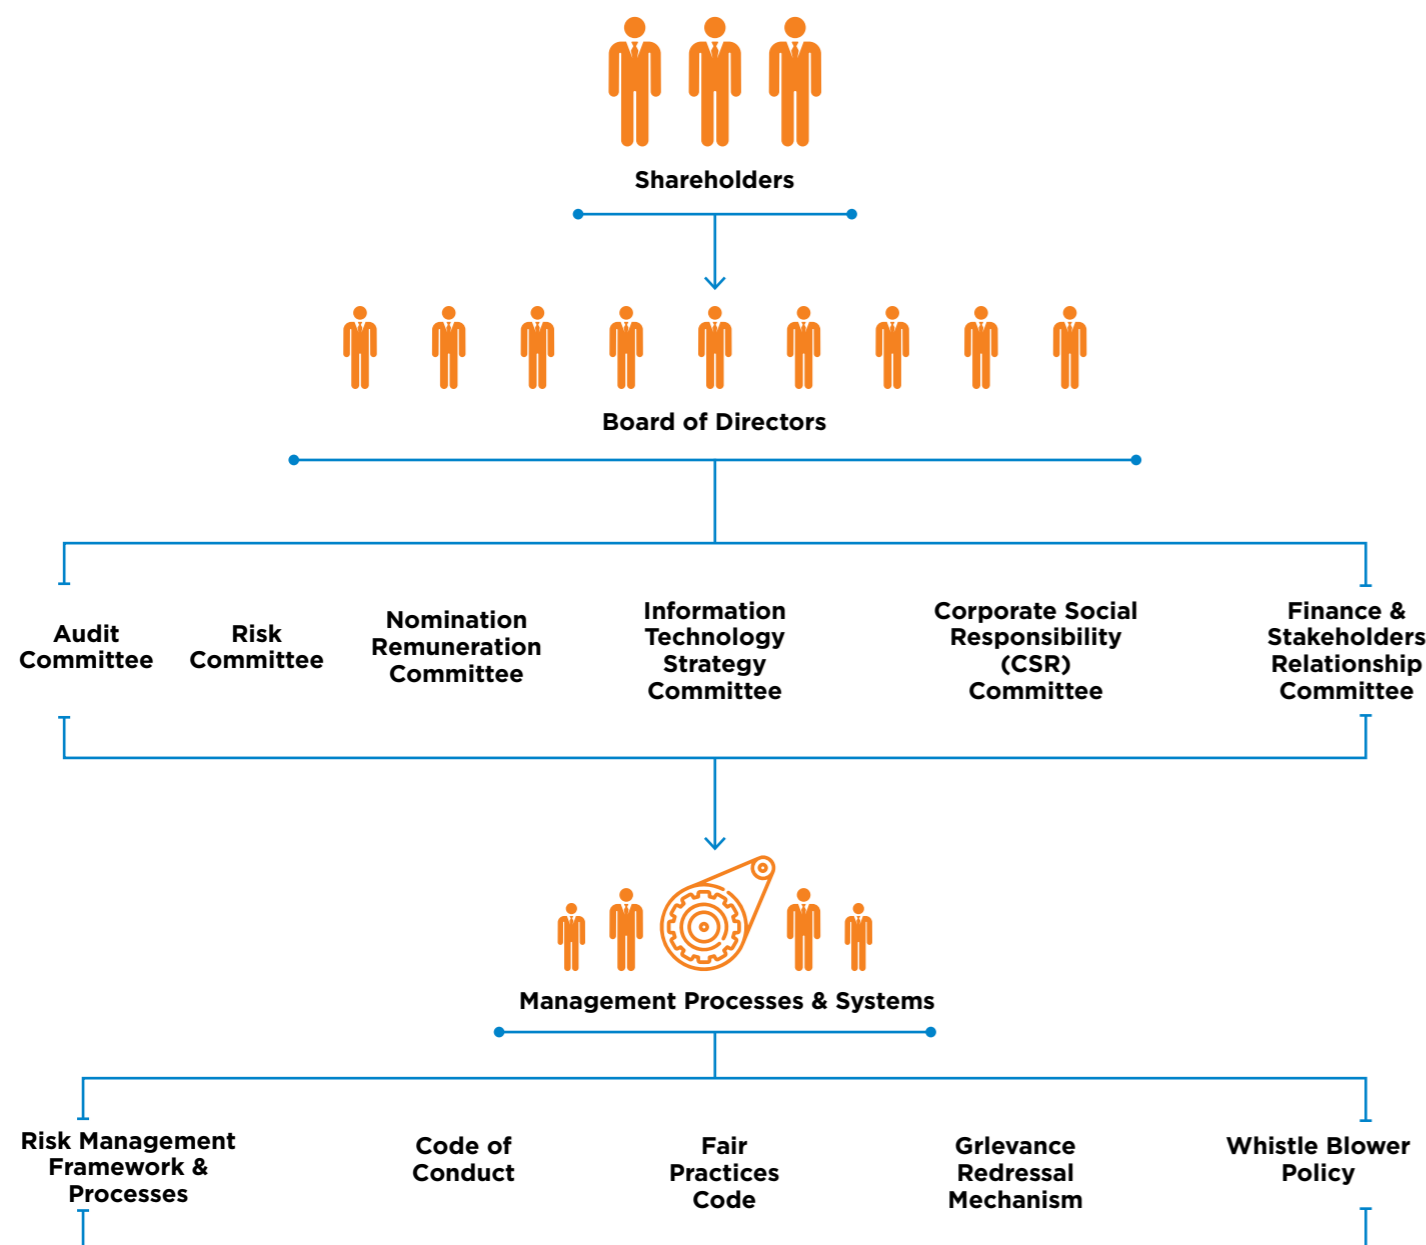 Shareholders
Board of Directors
Audit
Committee
Risk
Committee
Nomination
Remuneration
Committee
Information
Technology
Strategy
Committee
Corporate Social
Responsibility
(CSR)
Committee
Finance &
Stakeholders
Relationship
Committee
Management Processes & Systems
Risk Management
Framework &
Processes
Code of
Conduct
Fair
Practices
Code
Grlevance
Redressal
Mechanism
Whistle Blower
Policy